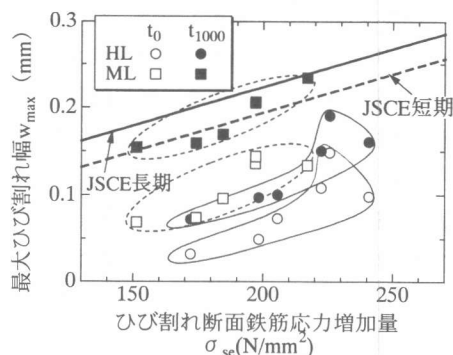 最大ひび割れ幅wmax (mm)
0.3
0.2
0.1
0
t0 t1000
HL
ML
JSCE短期
JSCE長期
150 200 250
ひび割れ断面鉄筋応力増加量
σse(N/mm2)